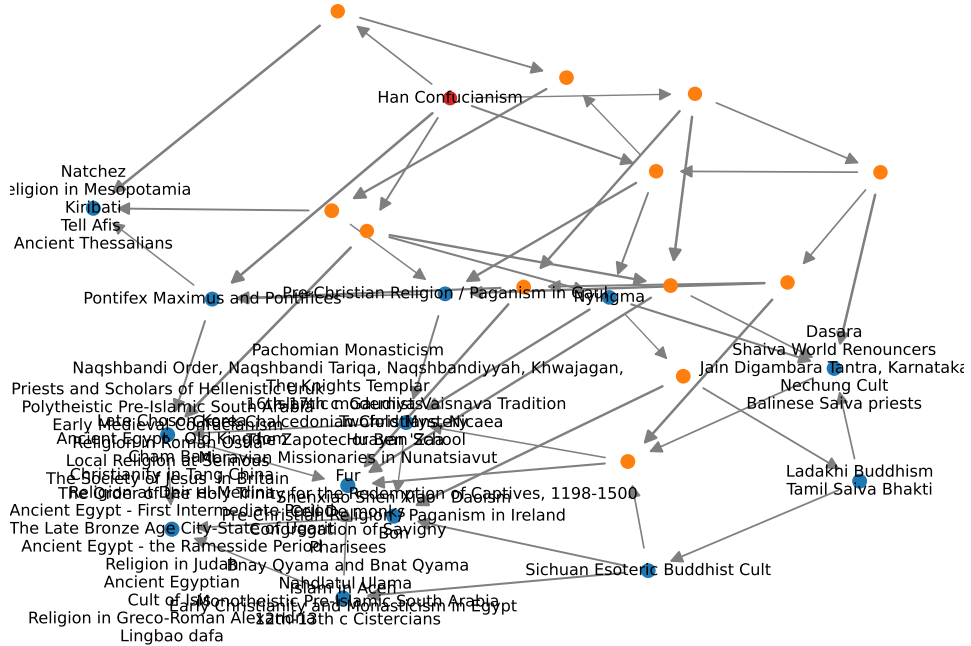 Han Confucianism
Natchez
eligion in Mesopotamia
Kiribati
Tell Afis
Ancient Thessalians
Pre-Christian Religion / Paganism in Gaul
Nyingma
Pontifex Maximus and Pontifices
Dasara
Shaiva World Renouncers
Jain Digambara Tantra, Karnataka
Nechung Cult
Balinese Saiva priests
Pachomian Monasticism
Naqshbandi Order, Naqshbandi Tariqa, Naqshbandiyyah, Khwajagan,
The Knights Templar
Priests and Scholars of Hellenistic Uruk
Polytheistic Pre-Islamic South Arabia
Early Medieval Confucianism
Ancient Egypt - Old Kingdom
Religion in Roman Ostia
Cham Bani
Local Religion at Selinous
Moravian Missionaries in Nunatsiavut
Ladakhi Buddhism
Tamil Saiva Bhakti
Christianity in Tang China
The Society of Jesus in Britain
Fur
The Order of the Holy Trinity for the Redemption of Captives, 1198-1500
Shenxiao
Daoism
Ancient Egypt - First Intermediate Period
Pre-Christian Religion / Paganism in Ireland
The Late Bronze Age City-State of Ugarit
Congregation of Savigny
Bon
Ancient Egypt - the Ramesside Period
Pharisees
Religion in Judah
Bnay Qyama and Bnat Qyama
Sichuan Esoteric Buddhist Cult
Ancient Egyptian
Nahdlatul Ulama
Islam in Aceh
Cult of Isis
Monotheistic Pre-Islamic South Arabia
Early Christianity and Monasticism in Egypt
Religion in Greco-Roman Alexandria
12th-13th c Cistercians
Lingbao dafa